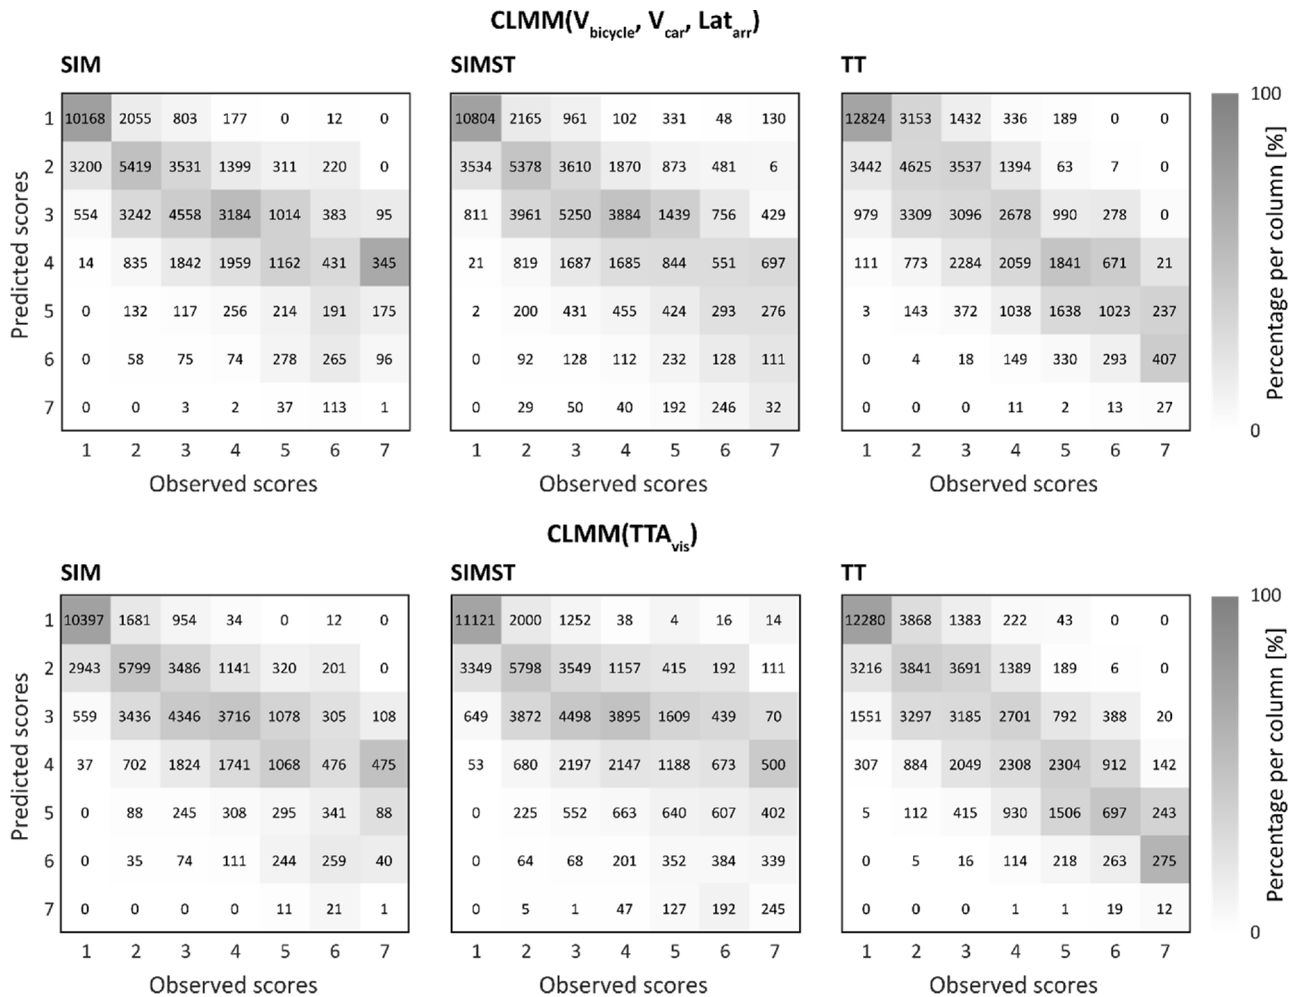 CLMM(Vbicycle, Vcar, Latarr)
SIM
SIMST
TT
Predicted scores
1 10168 2055 803 177 0 12 0
2 3200 5419 3531 1399 311 220 0
3 554 3242 4558 3184 1014 383 95
4 14 835 1842 1959 1162 431 345
5 0 132 117 256 214 191 175
6 0 58 75 74 278 265 96
7 0 0 3 2 37 113 1
1 2 3 4 5 6 7
Observed scores
10804 2165 961 102 331 48 130
3534 5378 3610 1870 873 481 6
811 3961 5250 3884 1439 756 429
21 819 1687 1685 844 551 697
2 200 431 455 424 293 276
0 92 128 112 232 128 111
0 29 50 40 192 246 32
1 2 3 4 5 6 7
Observed scores
12824 3153 1432 336 189 0 0
3442 4625 3537 1394 63 7 0
979 3309 3096 2678 990 278 0
111 773 2284 2059 1841 671 21
3 143 372 1038 1638 1023 237
0 4 18 149 330 293 407
0 0 0 11 2 13 27
1 2 3 4 5 6 7
Observed scores
100
Percentage per column [%]
0
CLMM(TTAvis)
SIM
SIMST
TT
Predicted scores
1 10397 1681 954 34 0 12 0
2 2943 5799 3486 1141 320 201 0
3 559 3436 4346 3716 1078 305 108
4 37 702 1824 1741 1068 476 475
5 0 88 245 308 295 341 88
6 0 35 74 111 244 259 40
7 0 0 0 0 11 21 1
1 2 3 4 5 6 7
Observed scores
11121 2000 1252 38 4 16 14
3349 5798 3549 1157 415 192 111
649 3872 4498 3895 1609 439 70
53 680 2197 2147 1188 673 500
0 225 552 663 640 607 402
0 64 68 201 352 384 339
0 5 1 47 127 192 245
1 2 3 4 5 6 7
Observed scores
12280 3868 1383 222 43 0 0
3216 3841 3691 1389 189 6 0
1551 3297 3185 2701 792 388 20
307 884 2049 2308 2304 912 142
5 112 415 930 1506 697 243
0 5 16 114 218 263 275
0 0 0 1 1 19 12
1 2 3 4 5 6 7
Observed scores
100
Percentage per column [%]
0